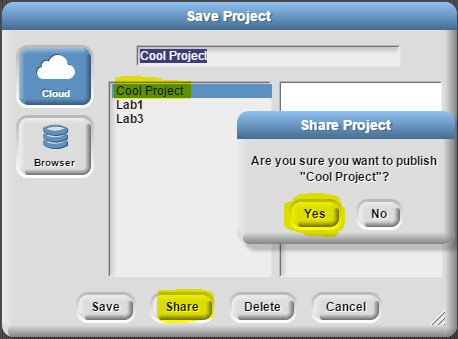 Save Project
Cool Project
Cloud
Browser
Cool Project
Lab1
Lab3
Share Project
Are you sure you want to publish
"Cool Project"?
Yes
No
Save
Share
Delete
Cancel